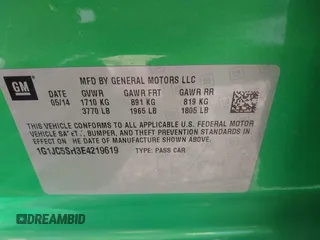 GM
MFD BY GENERAL MOTORS LLC
05/14 GVWR GAWR FRT GAWR RR
1710 KG 891 KG 819 KG
3770 LB 1965 LB 1805 LB
THIS VEHICLE CONFORMS TO ALL APPLICABLE U.S. FEDERAL MOTOR
VEHICLE SAFETY, BUMPER, AND THEFT PREVENTION STANDARDS IN EFFECT
ON THE DATE OF MANUFACTURE SHOWN ABOVE.
1G1JC5SH3E4219619 TYPE: PASS CAR
DREAMBID